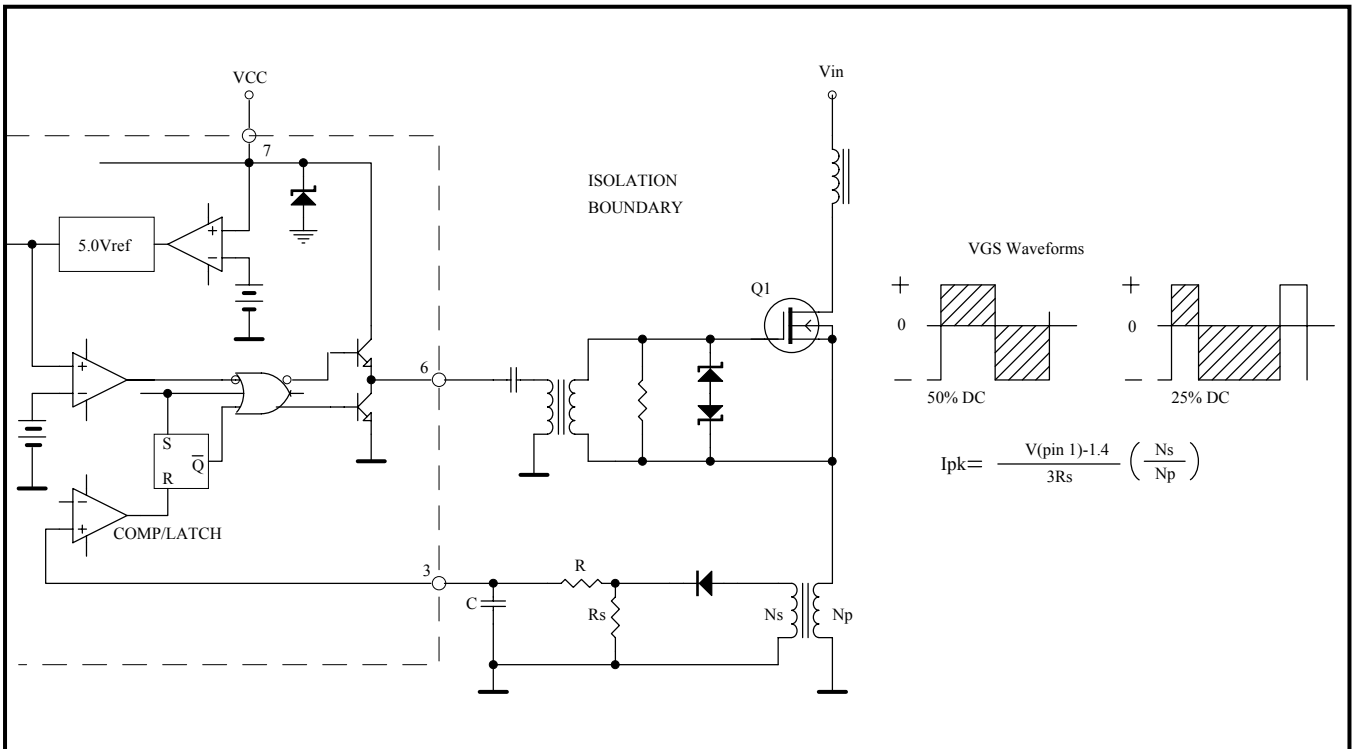 VCC
Vin
7
ISOLATION
BOUNDARY
5.0Vref
+
−
VGS Waveforms
Q1
+
0
−
50% DC
+
0
−
25% DC
+
−
6
S
R
Q̅
−
+
COMP/LATCH
Ipk= V(pin 1)-1.4 / 3Rs ( Ns / Np )
3
R
C
Rs
Ns
Np